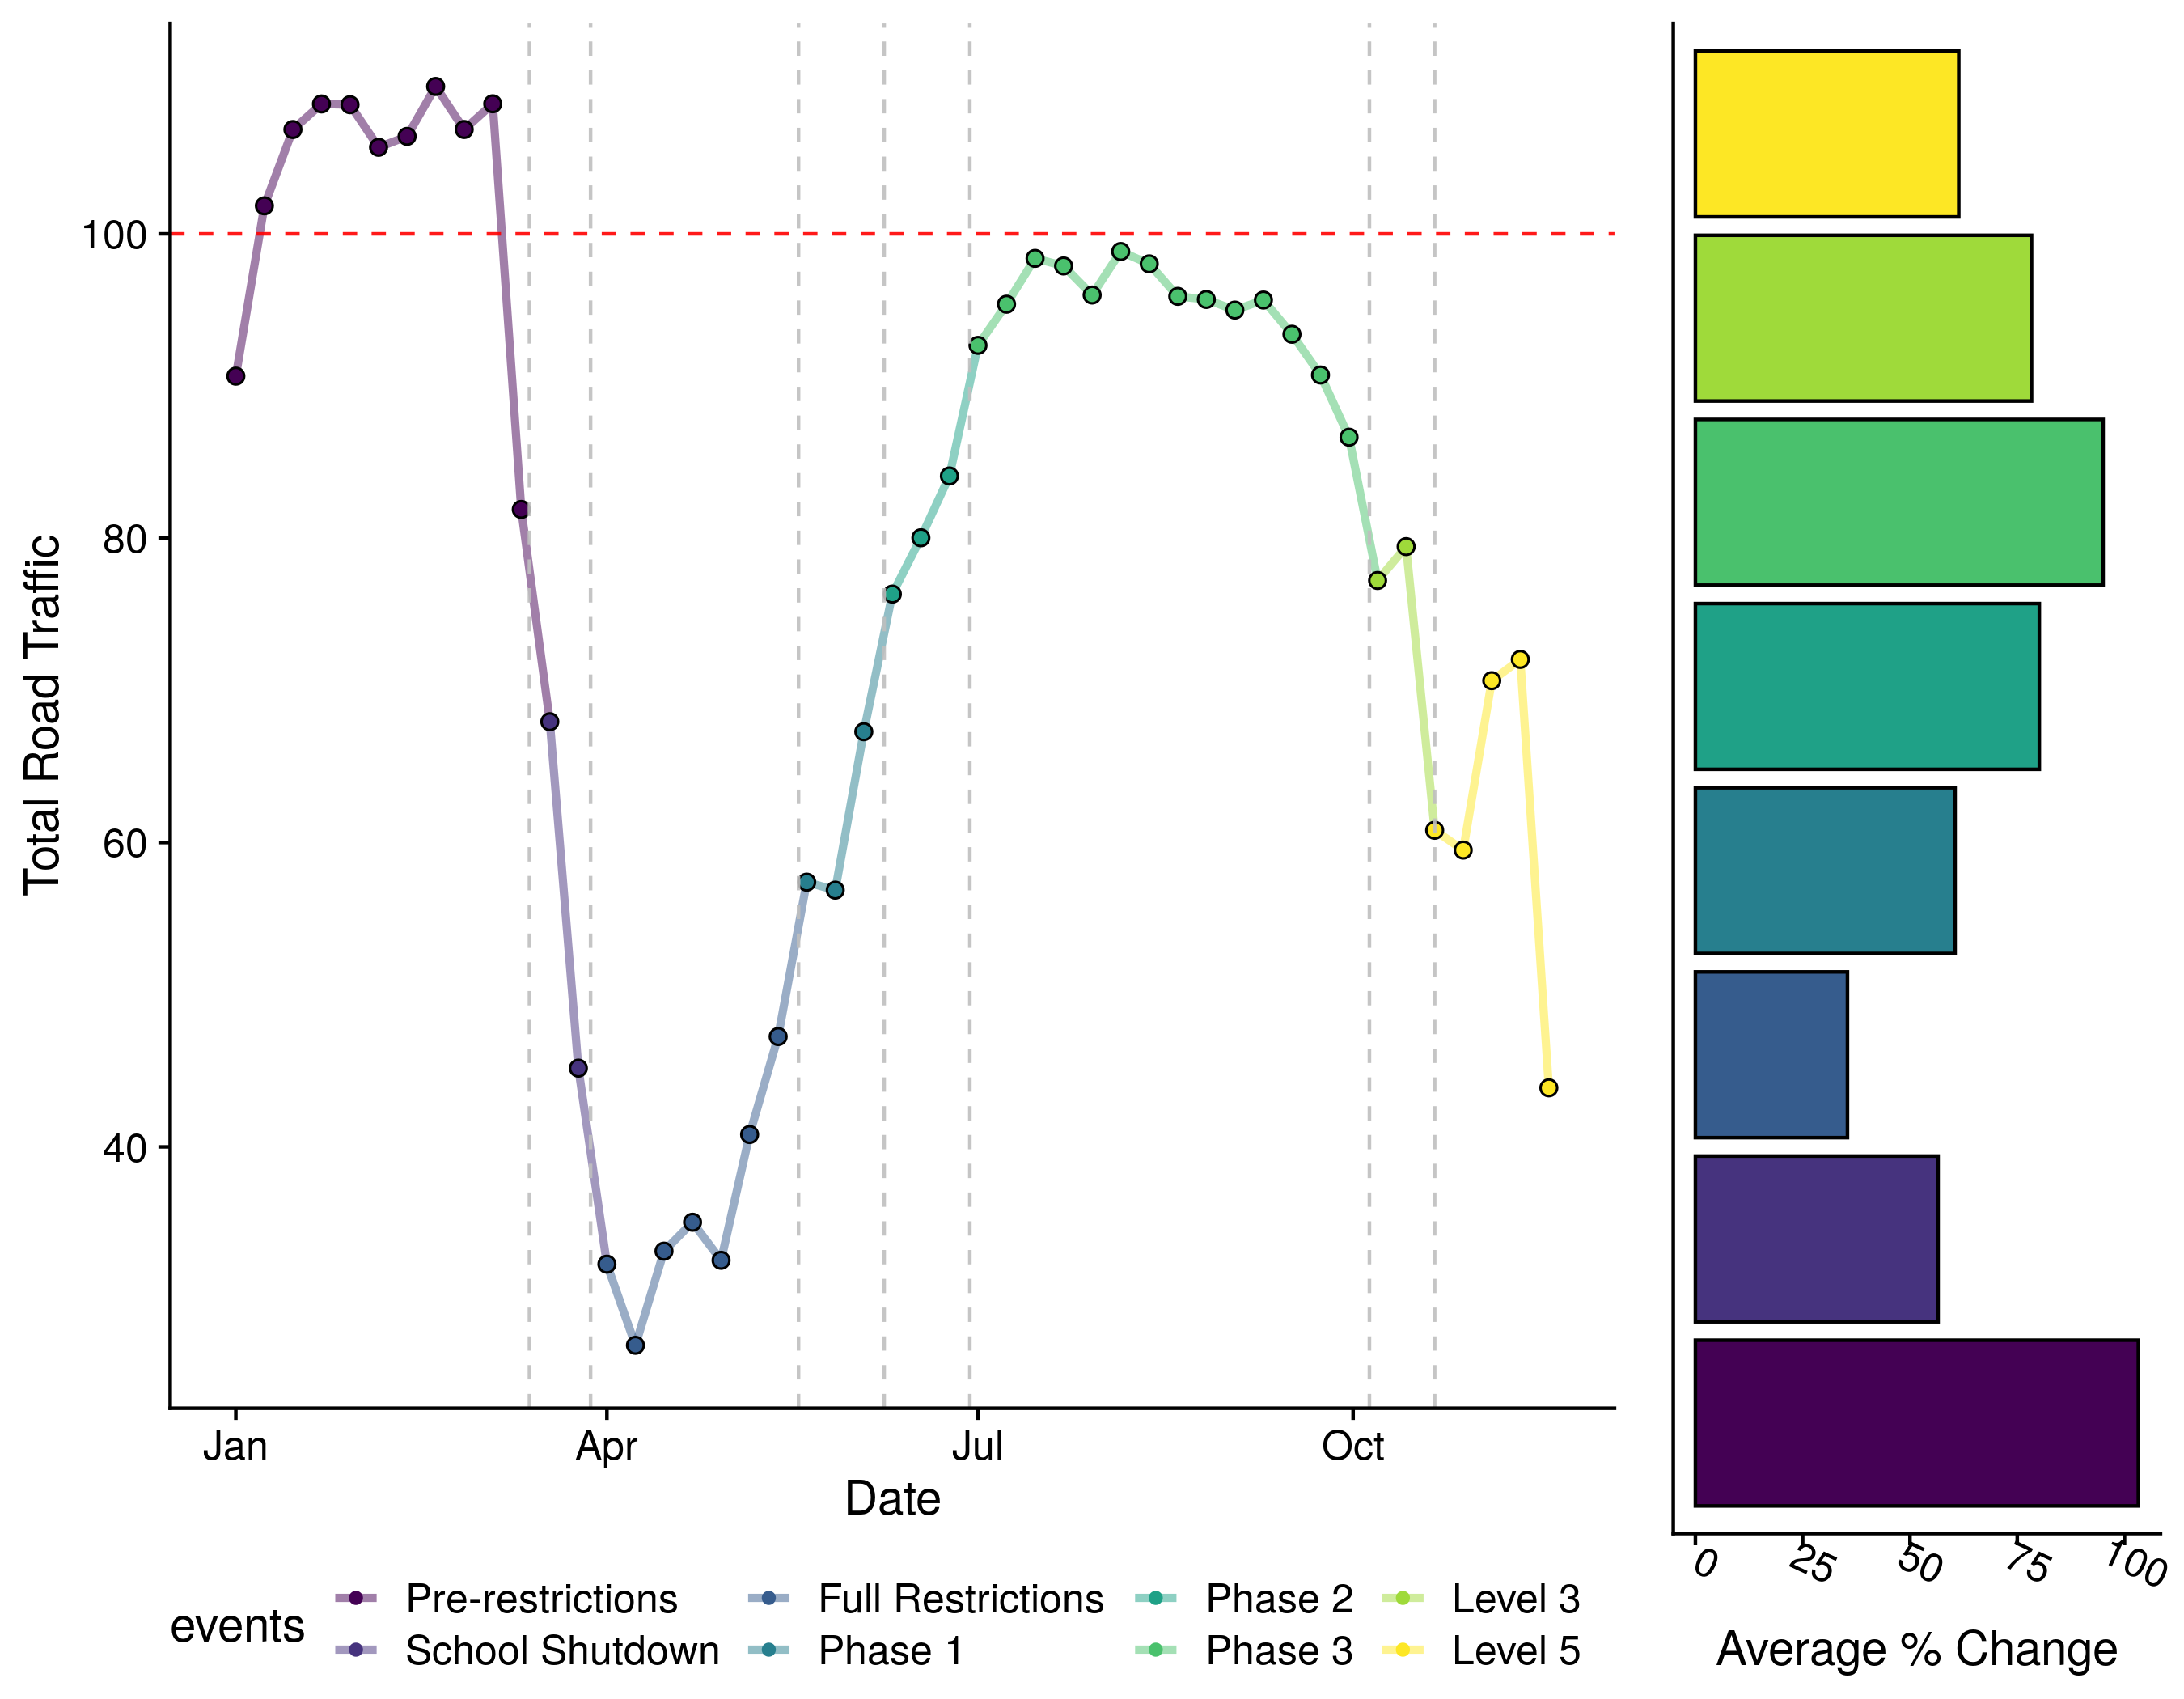 Total Road Traffic
100
80
60
40
Jan Apr Jul Oct
Date
0 25 50 75 100
Average % Change
events
Pre-restrictions Full Restrictions Phase 2 Level 3
School Shutdown Phase 1 Phase 3 Level 5